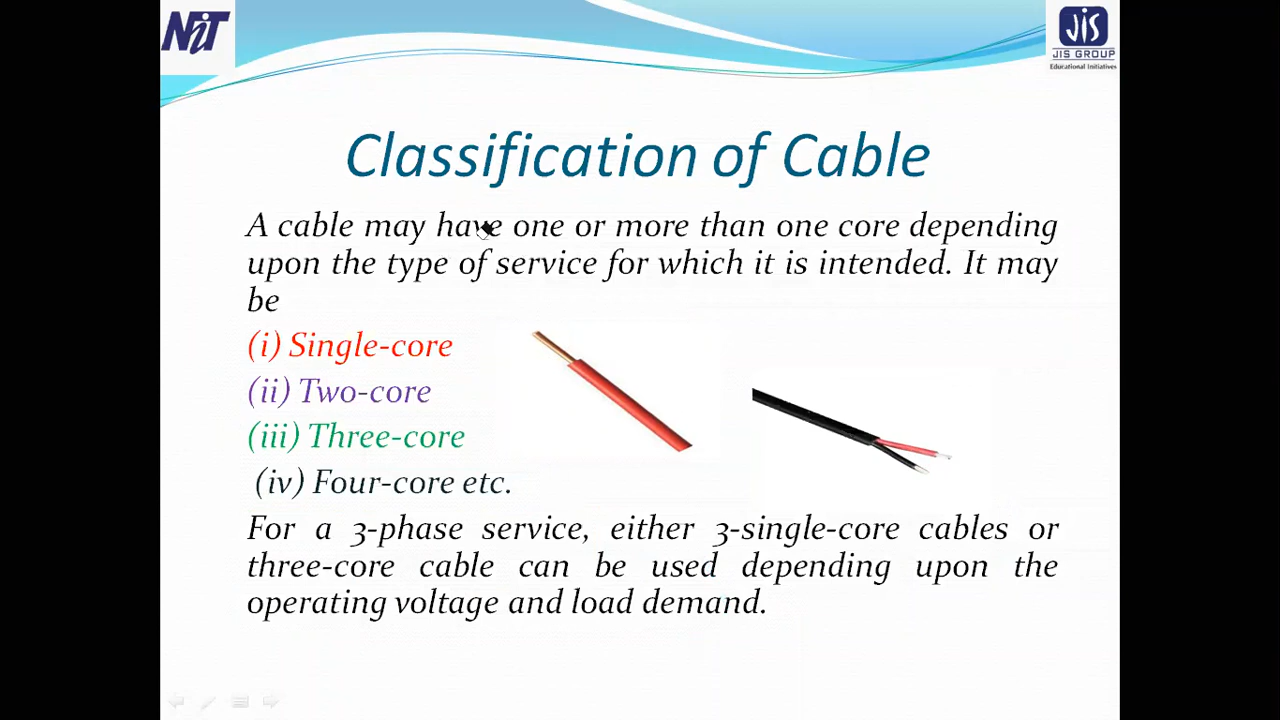 NiT
JIS
JIS GROUP
Educational Initiatives
Classification of Cable
A cable may have one or more than one core depending
upon the type of service for which it is intended. It may
be
(i) Single-core
(ii) Two-core
(iii) Three-core
(iv) Four-core etc.
For a 3-phase service, either 3-single-core cables or
three-core cable can be used depending upon the
operating voltage and load demand.